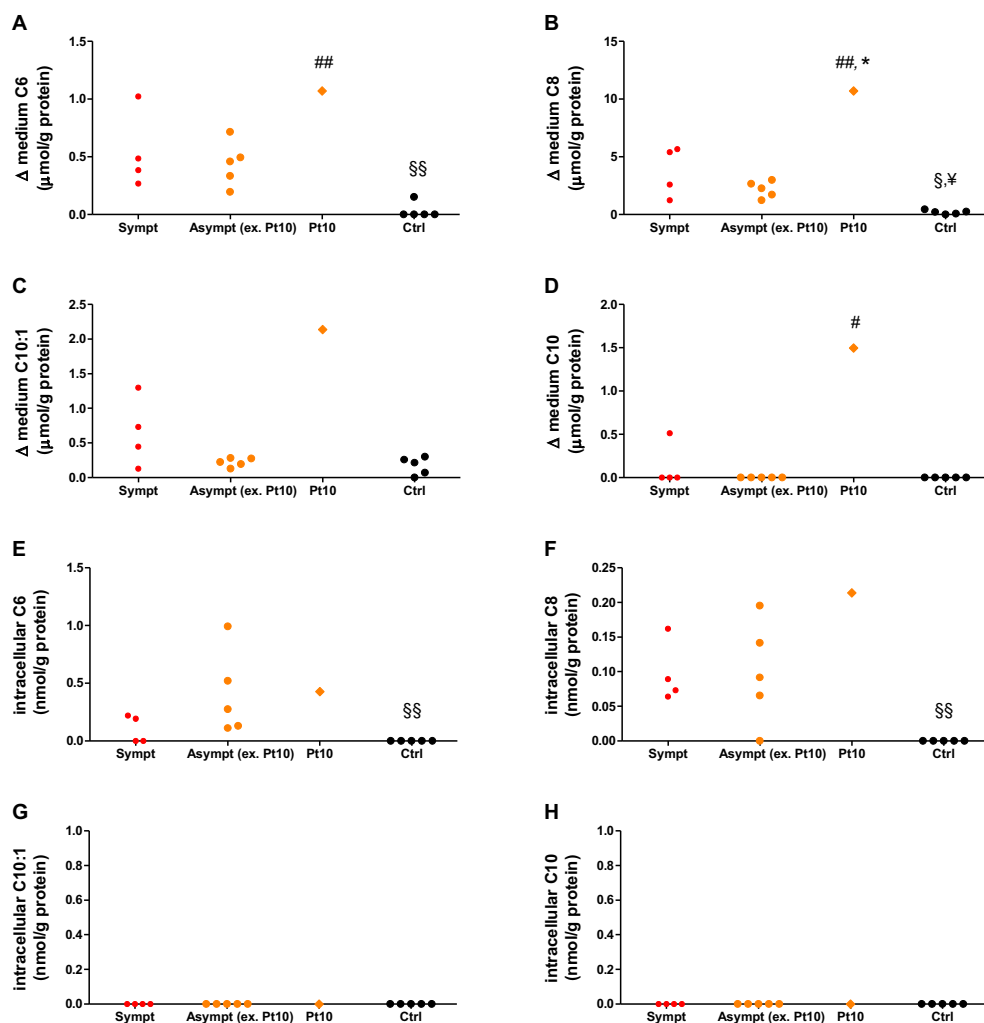 A
Δ medium C6
(μmol/g protein)
1.5
1.0
0.5
0.0
##
§§
Sympt
Asympt (ex. Pt10)
Pt10
Ctrl
B
Δ medium C8
(μmol/g protein)
15
10
5
0
##, *
§,¥
Sympt
Asympt (ex. Pt10)
Pt10
Ctrl
C
Δ medium C10:1
(μmol/g protein)
2.5
2.0
1.5
1.0
0.5
0.0
Sympt
Asympt (ex. Pt10)
Pt10
Ctrl
D
Δ medium C10
(μmol/g protein)
2.0
1.5
1.0
0.5
0.0
#
Sympt
Asympt (ex. Pt10)
Pt10
Ctrl
E
intracellular C6
(nmol/g protein)
1.5
1.0
0.5
0.0
§§
Sympt
Asympt (ex. Pt10)
Pt10
Ctrl
F
intracellular C8
(nmol/g protein)
0.25
0.20
0.15
0.10
0.05
0.00
§§
Sympt
Asympt (ex. Pt10)
Pt10
Ctrl
G
intracellular C10:1
(nmol/g protein)
1.0
0.8
0.6
0.4
0.2
0.0
Sympt
Asympt (ex. Pt10)
Pt10
Ctrl
H
intracellular C10
(nmol/g protein)
1.0
0.8
0.6
0.4
0.2
0.0
Sympt
Asympt (ex. Pt10)
Pt10
Ctrl